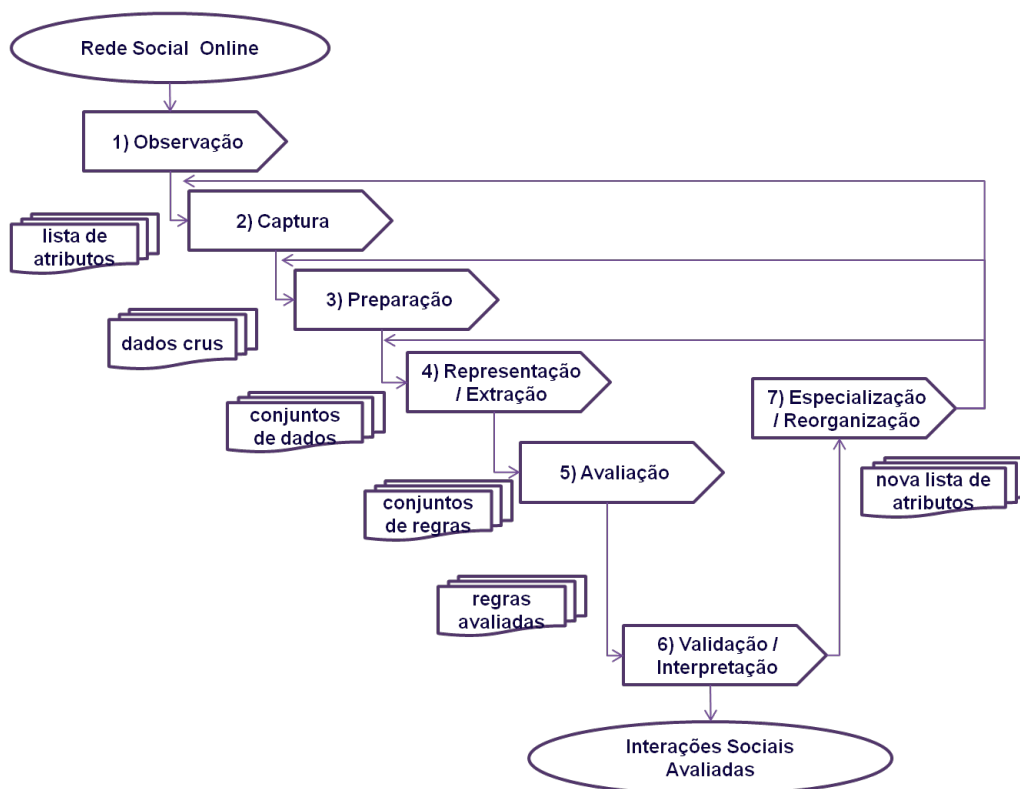 Rede Social Online
1) Observação
2) Captura
lista de
atributos
3) Preparação
dados crus
4) Representação
/ Extração
7) Especialização
/ Reorganização
conjuntos
de dados
5) Avaliação
nova lista de
atributos
conjuntos
de regras
regras
avaliadas
6) Validação /
Interpretação
Interações Sociais
Avaliadas